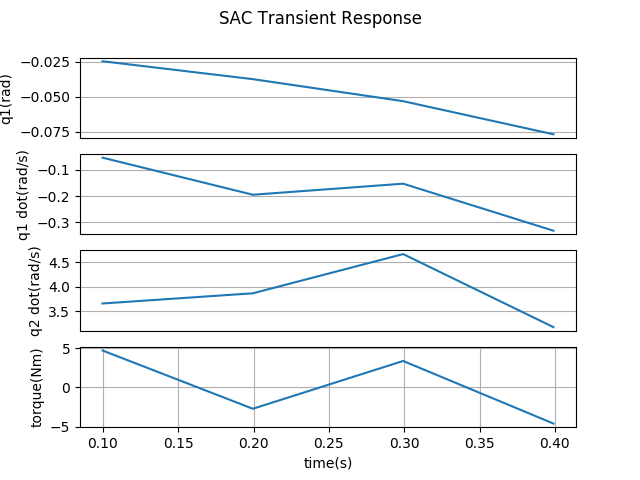 SAC Transient Response
q1(rad)
−0.025
−0.050
−0.075
q1 dot(rad/s)
−0.1
−0.2
−0.3
q2 dot(rad/s)
4.5
4.0
3.5
torque(Nm)
5
0
−5
0.10 0.15 0.20 0.25 0.30 0.35 0.40
time(s)